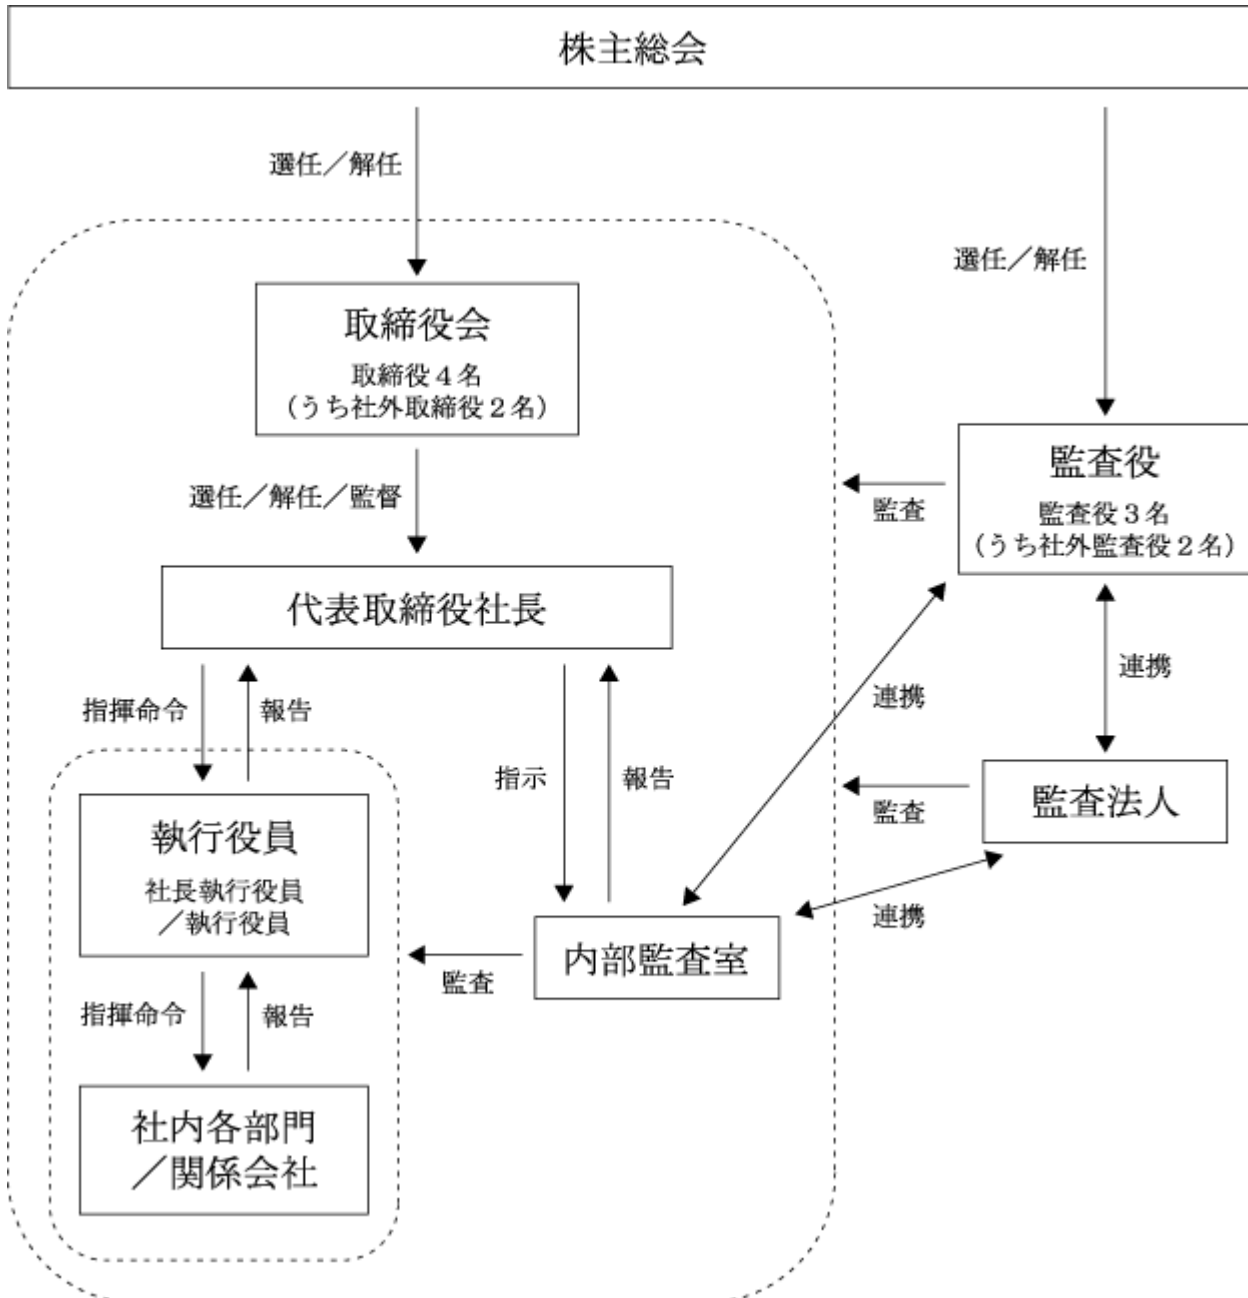 株主総会
選任／解任
選任／解任
取締役会
取締役４名
（うち社外取締役２名）
監査役
監査役３名
（うち社外監査役２名）
選任／解任／監督
監査
代表取締役社長
連携
連携
指揮命令
報告
指示
報告
監査
監査法人
執行役員
社長執行役員
／執行役員
連携
内部監査室
監査
指揮命令
報告
社内各部門
／関係会社